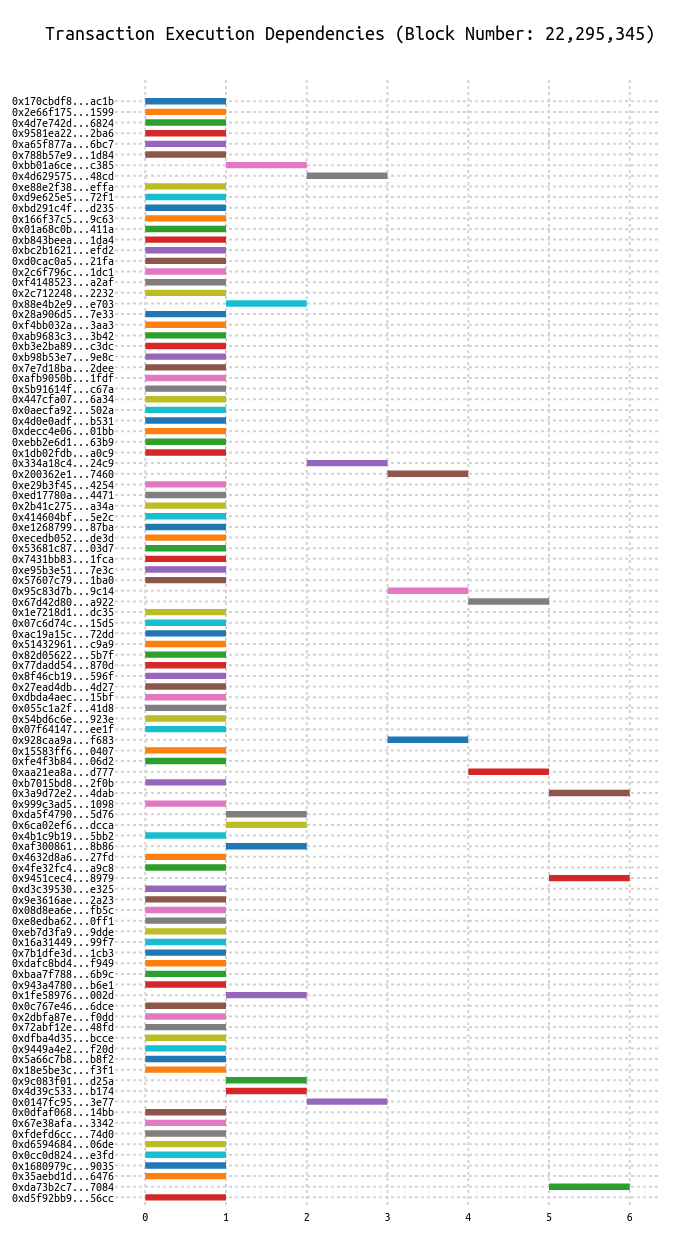 Transaction Execution Dependencies (Block Number: 22,295,345)
0x170cbdf8...ac1b
0x2e66f175...1599
0x4d7e742d...6824
0x9581ea22...2ba6
0xa65f877a...6bc7
0x788b57e9...1d84
0xbb01a6ce...c385
0x4d629575...48cd
0xe88e2f38...effa
0xd9e625e5...72f1
0xbd291c4f...d235
0x166f37c5...9c63
0x01a68c0b...411a
0xb843beea...1da4
0xbc2b1621...efd2
0xd0cac0a5...21fa
0x2c6f796c...1dc1
0xf4148523...a2af
0x2c712248...2232
0x88e4b2e9...e703
0x28a906d5...7e33
0xf4bb032a...3aa3
0xab9683c3...3b42
0xb3e2ba89...c3dc
0xb98b53e7...9e8c
0x7e7d18ba...2dee
0xafb9050b...1fdf
0x5b91614f...c67a
0x447cfa07...6a34
0x0aecfa92...502a
0x4d0e0adf...b531
0xdecc4e06...01bb
0xebb2e6d1...63b9
0x1db02fdb...a0c9
0x334a18c4...24c9
0x200362e1...7460
0xe29b3f45...4254
0xed17780a...4471
0x2b41c275...a34a
0x414604bf...5e2c
0xe1268799...87ba
0xecedb052...de3d
0x53681c87...03d7
0x7431bb83...1fca
0xe95b3e51...7e3c
0x57607c79...1ba0
0x95c83d7b...9c14
0x67d42d80...a922
0x1e7218d1...dc35
0x07c6d74c...15d5
0xac19a15c...72dd
0x51432961...c9a9
0x82d05622...5b7f
0x77dadd54...870d
0x8f46cb19...596f
0x27ead4db...4d27
0xdbda4aec...15bf
0x055c1a2f...41d8
0x54bd6c6e...923e
0x07f64147...ee1f
0x928caa9a...f683
0x15583ff6...0407
0xfe4f3b84...06d2
0xaa21ea8a...d777
0xb7015bd8...2f0b
0x3a9d72e2...4dab
0x999c3ad5...1098
0xda5f4790...5d76
0x6ca02ef6...dcca
0x4b1c9b19...5bb2
0xaf300861...8b86
0x4632d8a6...27fd
0x4fe32fc4...a9c8
0x9451cec4...8979
0xd3c39530...e325
0x9e3616ae...2a23
0x08d8ea6e...fb5c
0xe8edba62...0ff1
0xeb7d3fa9...9dde
0x16a31449...99f7
0x7b1dfe3d...1cb3
0xdafc8bd4...f949
0xbaa7f788...6b9c
0x943a4780...b6e1
0x1fe58976...002d
0x0c767e46...6dce
0x2dbfa87e...f0dd
0x72abf12e...48fd
0xdfba4d35...bcce
0x9449a4e2...f20d
0x5a66c7b8...b8f2
0x18e5be3c...f3f1
0x9c083f01...d25a
0x4d39c533...b174
0x0147fc95...3e77
0x0dfaf068...14bb
0x67e38afa...3342
0xfdefd6cc...74d0
0xd6594684...06de
0x0cc0d824...e3fd
0x1680979c...9035
0x35aebd1d...6476
0xda73b2c7...7084
0xd5f92bb9...56cc
0 1 2 3 4 5 6